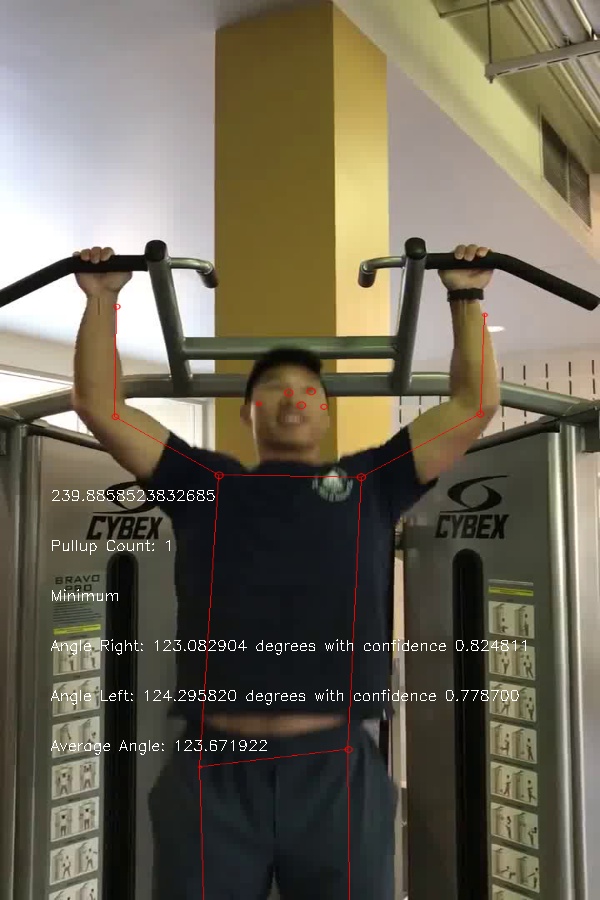 239.8858523832685
CYBEX
CYBEX
Pullup Count: 1
BRAVO
Minimum
Angle Right: 123.082904 degrees with confidence 0.824811
Angle Left: 124.295820 degrees with confidence 0.778700
Average Angle: 123.671922